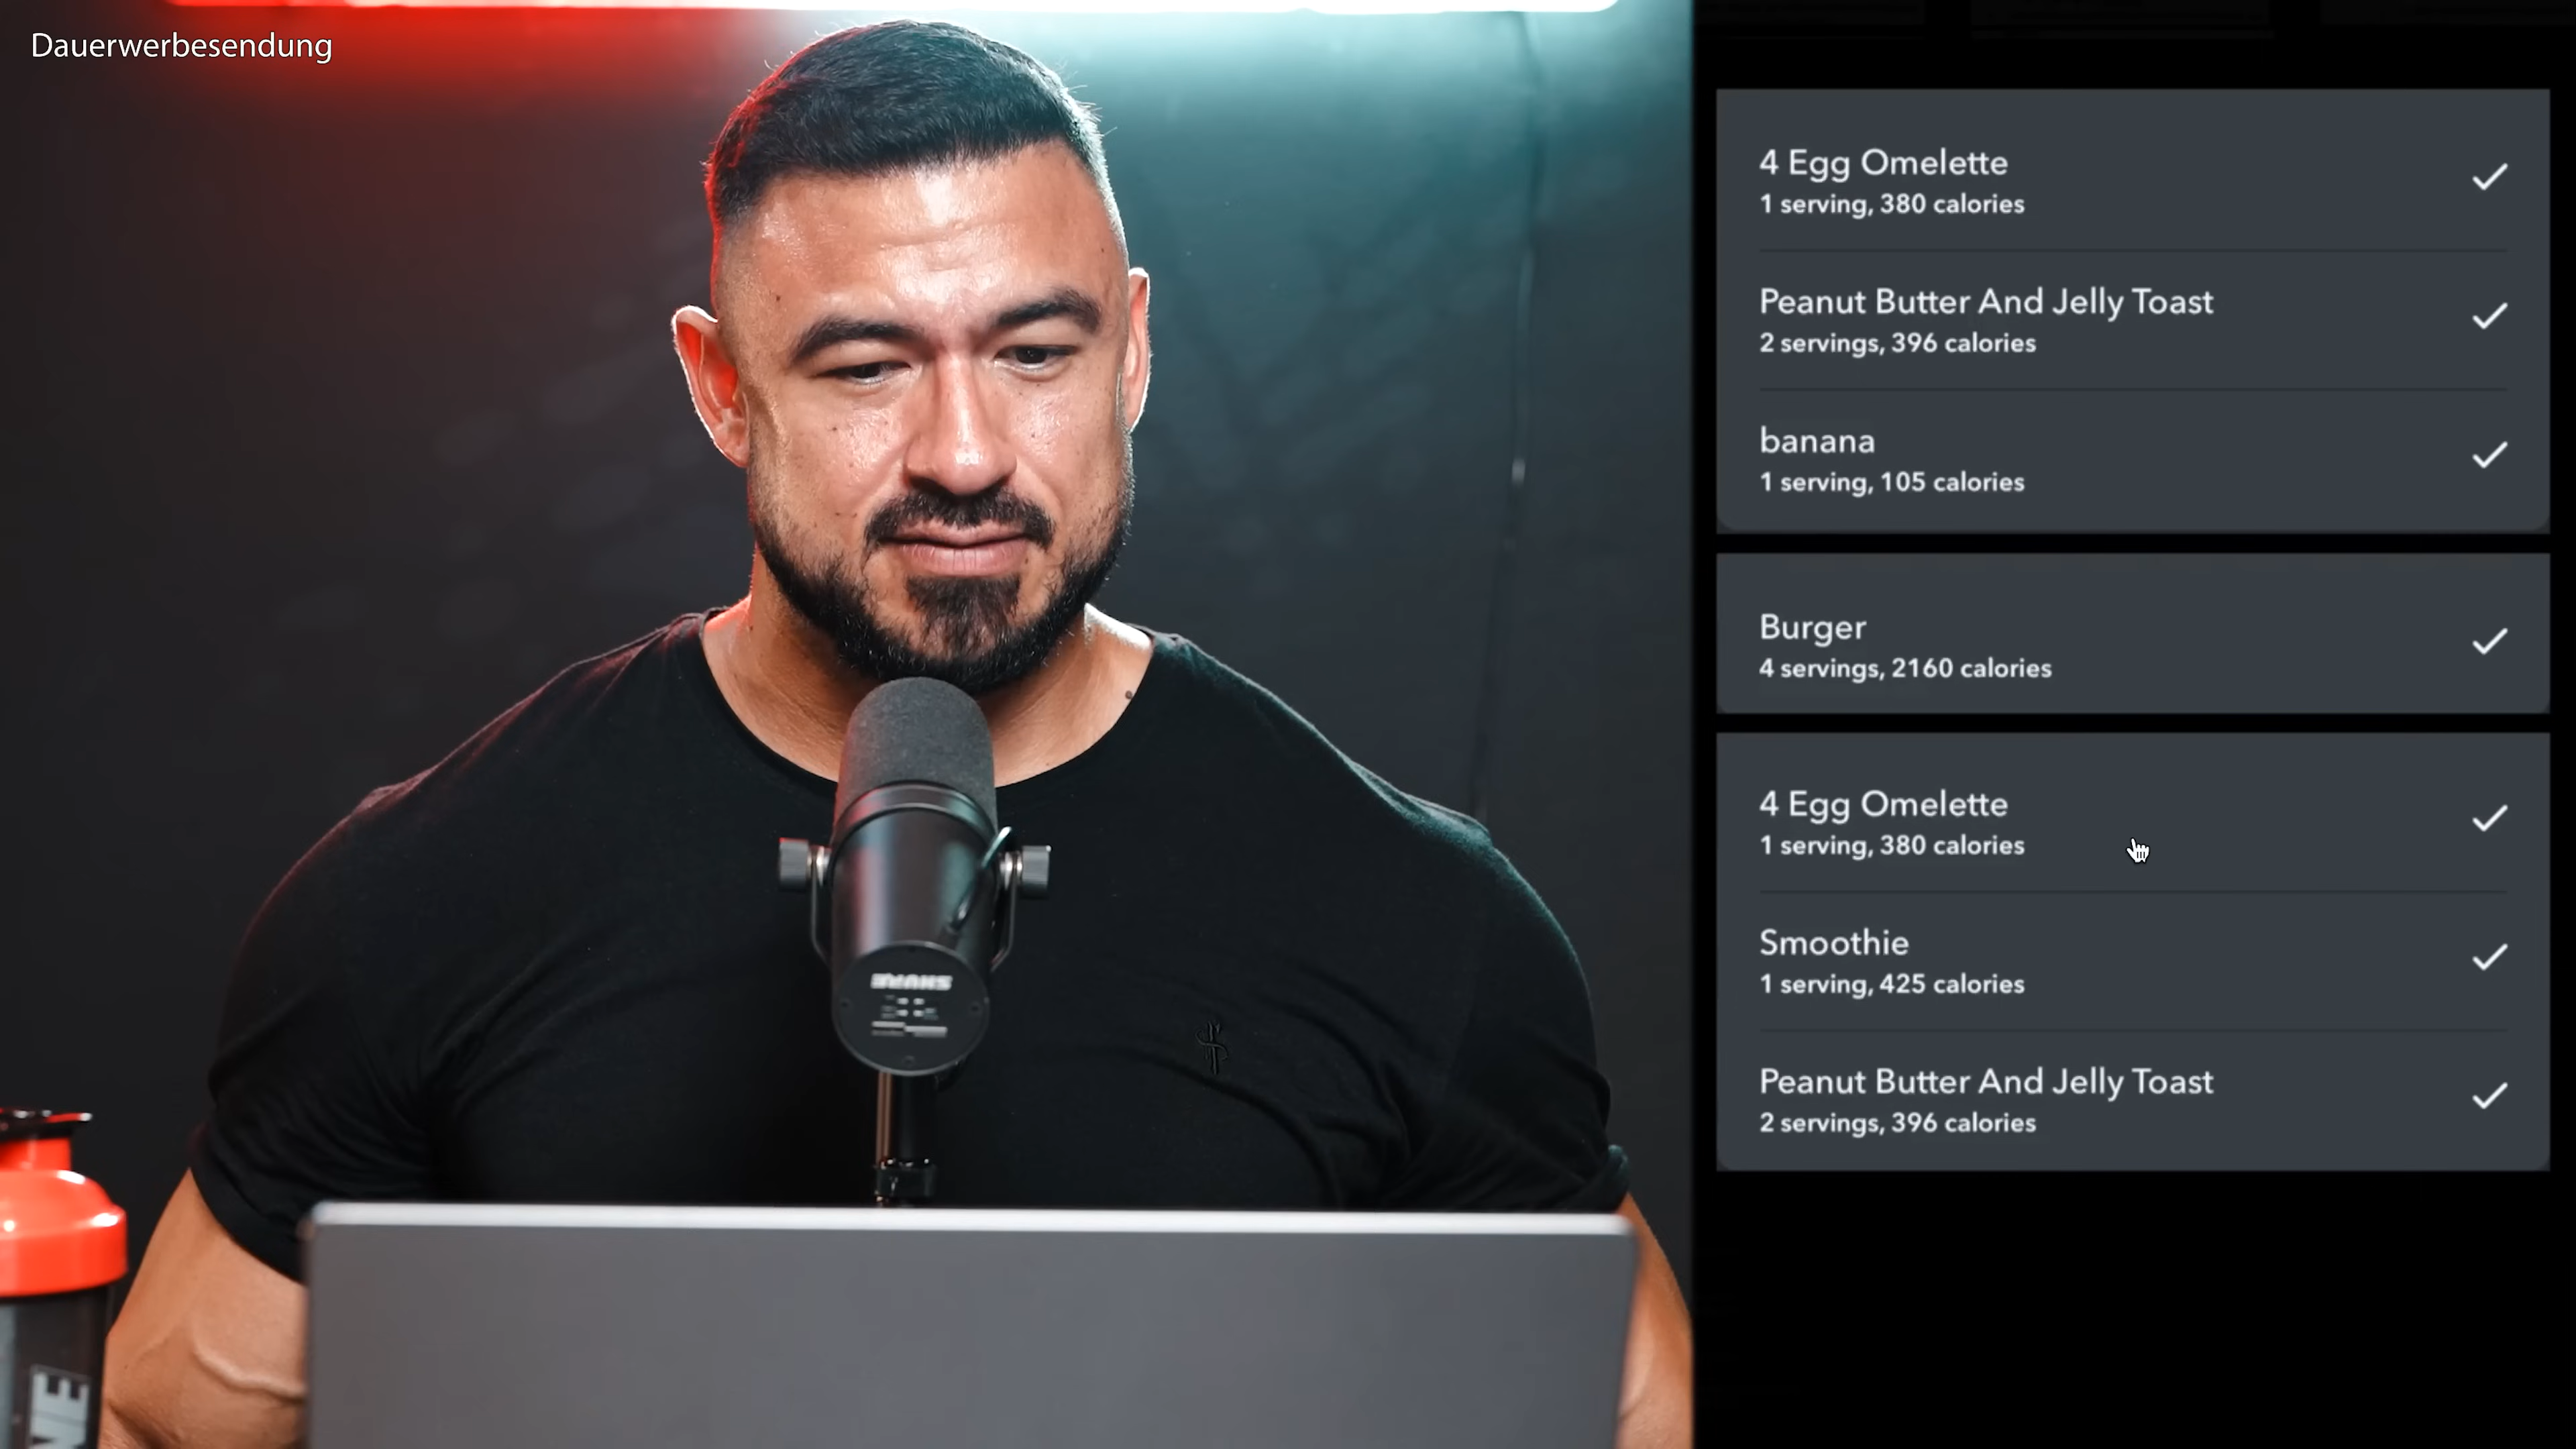 Dauerwerbesendung
4 Egg Omelette
1 serving, 380 calories
Peanut Butter And Jelly Toast
2 servings, 396 calories
banana
1 serving, 105 calories
Burger
4 servings, 2160 calories
4 Egg Omelette
1 serving, 380 calories
Smoothie
1 serving, 425 calories
Peanut Butter And Jelly Toast
2 servings, 396 calories
SHURE